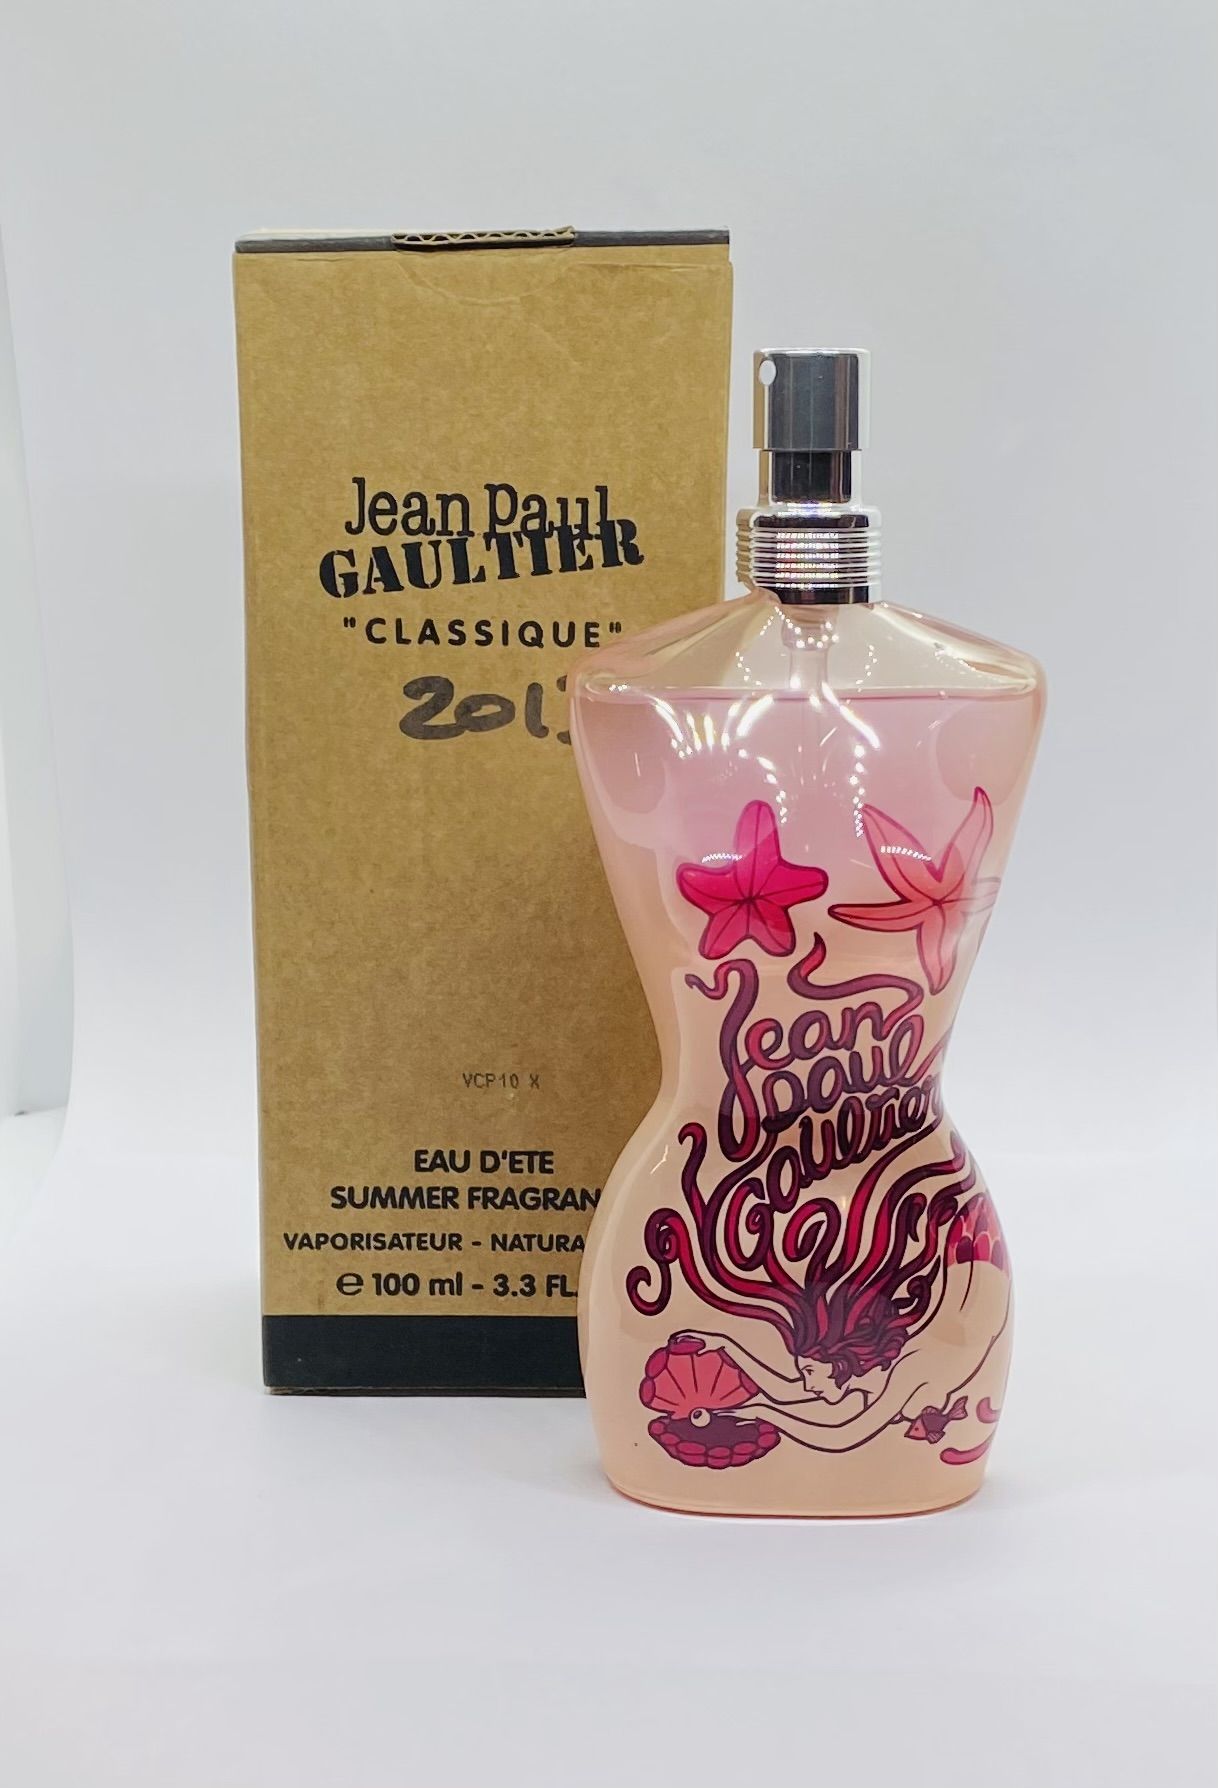 Jean Paul
GAULTIER
"CLASSIQUE"
VCP10 X
EAU D'ETE
SUMMER FRAGRAN
VAPORISATEUR - NATURA
℮ 100 ml - 3.3 FL.
Jean
Paul
Gaultier